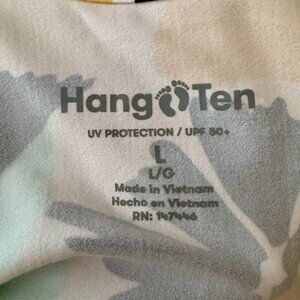 Hang Ten
UV PROTECTION / UPF 50+
L
L/G
Made in Vietnam
Hecho en Vietnam
RN: 147446